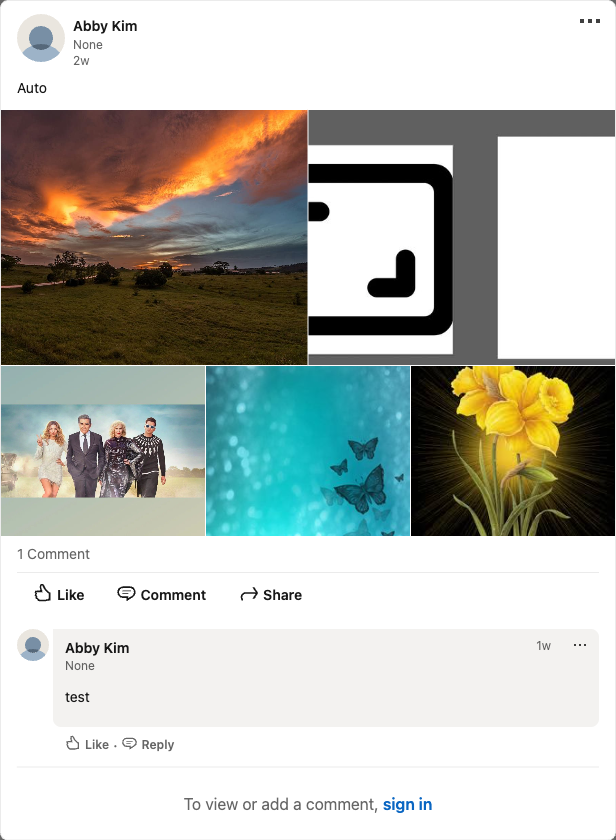 Abby Kim
None
2w
Auto
1 Comment
Like Comment Share
Abby Kim 1w
None
test
Like · Reply
To view or add a comment, sign in